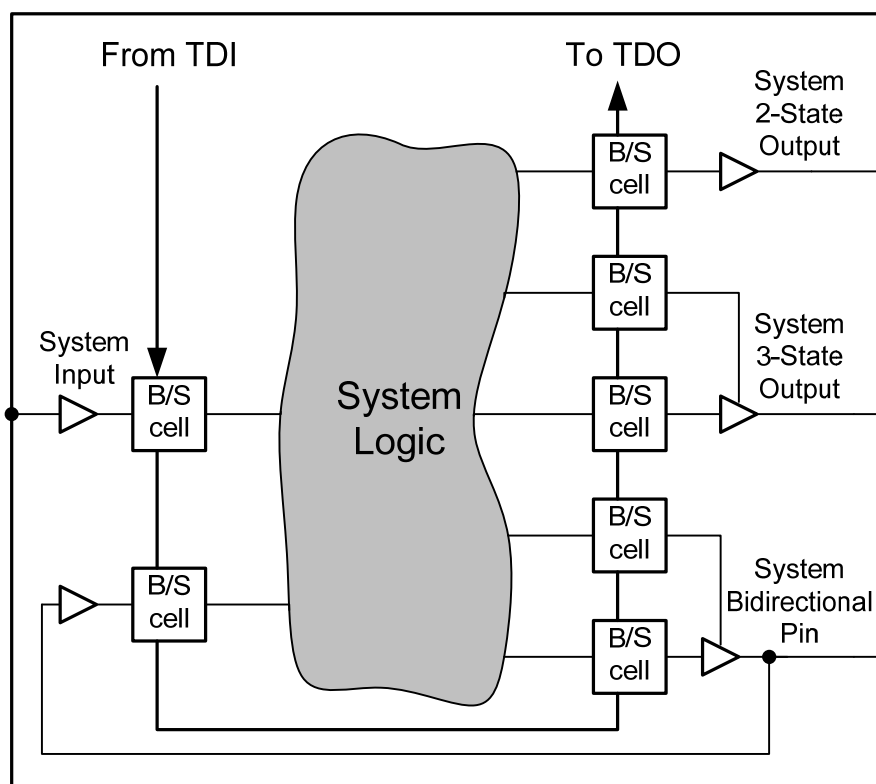 From TDI
To TDO
System
2-State
Output
B/S
cell
B/S
cell
System
3-State
Output
System
Input
B/S
cell
System
Logic
B/S
cell
B/S
cell
System
Bidirectional
Pin
B/S
cell
B/S
cell